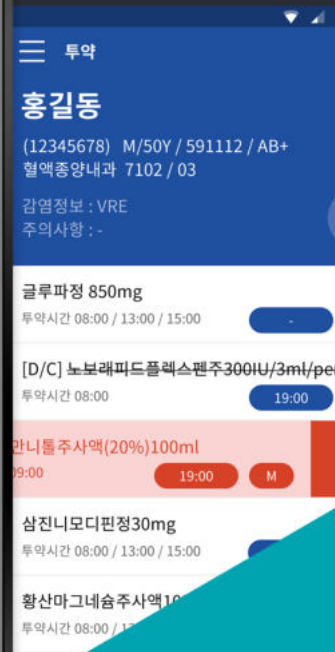 투약
홍길동
(12345678) M/50Y / 591112 / AB+
혈액종양내과 7102 / 03
감염정보 : VRE
주의사항 : -
글루파정 850mg
투약시간 08:00 / 13:00 / 15:00
-
[D/C] 노보래피드플렉스펜주300IU/3ml/pen
투약시간 08:00
19:00
만니톨주사액(20%)100ml
09:00
19:00
M
삼진니모디핀정30mg
투약시간 08:00 / 13:00 / 15:00
황산마그네슘주사액10
투약시간 08:00 /